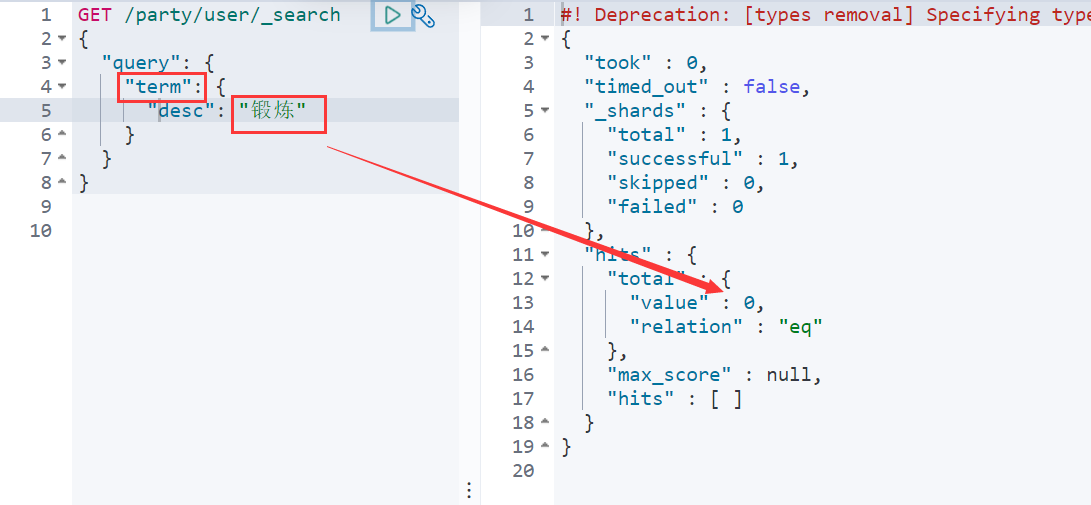 1 GET /party/user/_search
2 {
3 "query": {
4 "term": {
5 "desc": "锻炼"
6 }
7 }
8 }
9
10
1 #! Deprecation: [types removal] Specifying type
2 {
3 "took" : 0,
4 "timed_out" : false,
5 "_shards" : {
6 "total" : 1,
7 "successful" : 1,
8 "skipped" : 0,
9 "failed" : 0
10 },
11 "hits" : {
12 "total" : {
13 "value" : 0,
14 "relation" : "eq"
15 },
16 "max_score" : null,
17 "hits" : [ ]
18 }
19 }
20